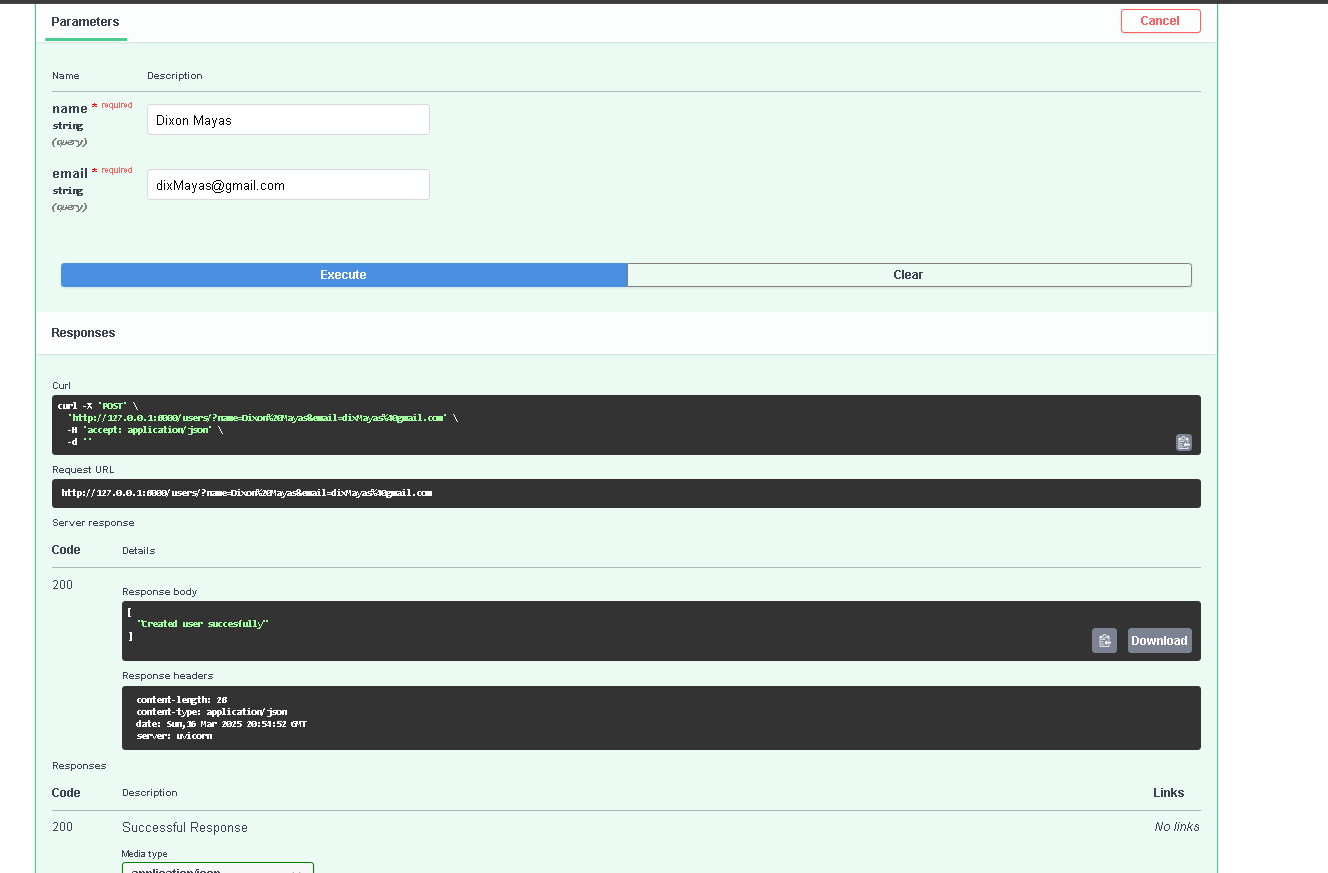 Parameters
Cancel
Name Description
name * required
string
(query)
Dixon Mayas
email * required
string
(query)
dixMayas@gmail.com
Execute Clear
Responses
Curl
curl -X 'POST' \
'http://127.0.0.1:8000/users/?name=Dixon%20Mayas&email=dixMayas%40gmail.com' \
-H 'accept: application/json' \
-d ''
Request URL
http://127.0.0.1:8000/users/?name=Dixon%20Mayas&email=dixMayas%40gmail.com
Server response
Code Details
200
Response body
[
"Created user succesfully"
]
Download
Response headers
content-length: 28
content-type: application/json
date: Sun,16 Mar 2025 20:54:52 GMT
server: uvicorn
Responses
Code Description Links
200 Successful Response No links
Media type
application/json